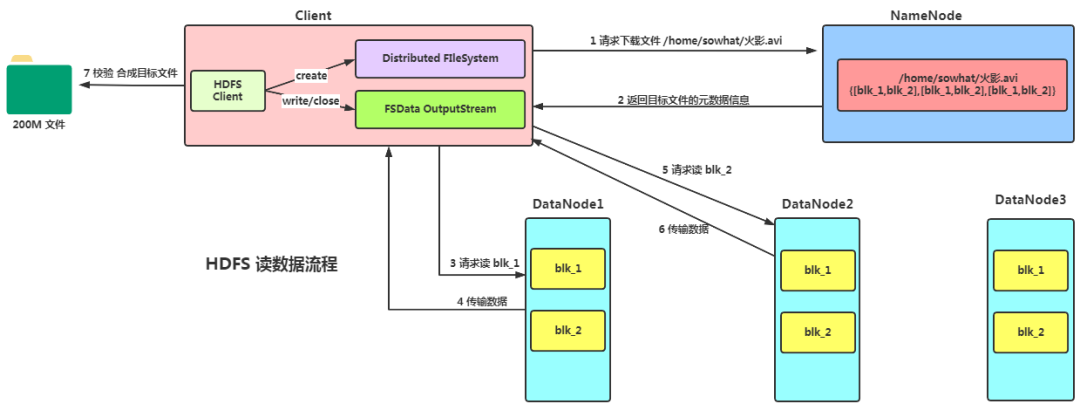 Client
NameNode
1 请求下载文件 /home/sowhat/火影.avi
7 校验 合成目标文件
Distributed FIleSystem
create
HDFS
Client
write/close
FSData OutputStream
/home/sowhat/火影.avi
{[blk_1,blk_2],[blk_1,blk_2],[blk_1,blk_2]}
2 返回目标文件的元数据信息
200M 文件
5 请求读 blk_2
DataNode1
DataNode2
DataNode3
6 传输数据
HDFS 读数据流程
3 请求读 blk_1
blk_1
blk_1
blk_1
4 传输数据
blk_2
blk_2
blk_2